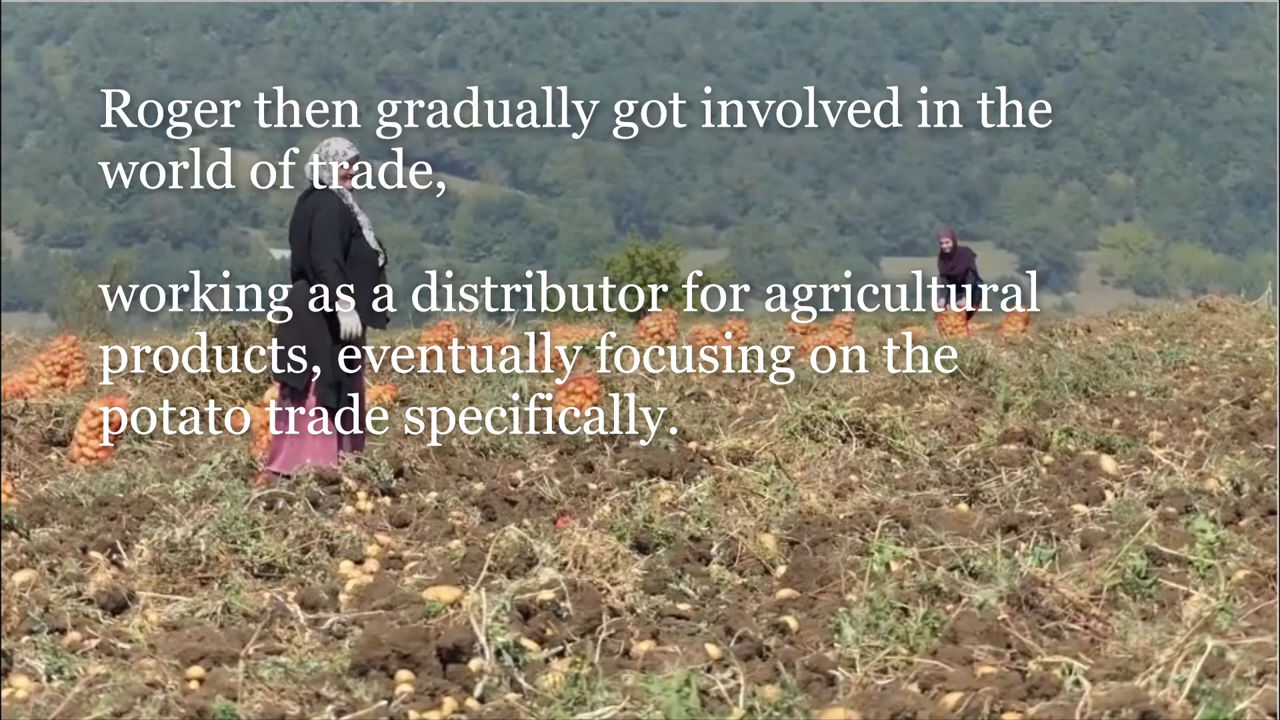 Roger then gradually got involved in the
world of trade,
working as a distributor for agricultural
products, eventually focusing on the
potato trade specifically.